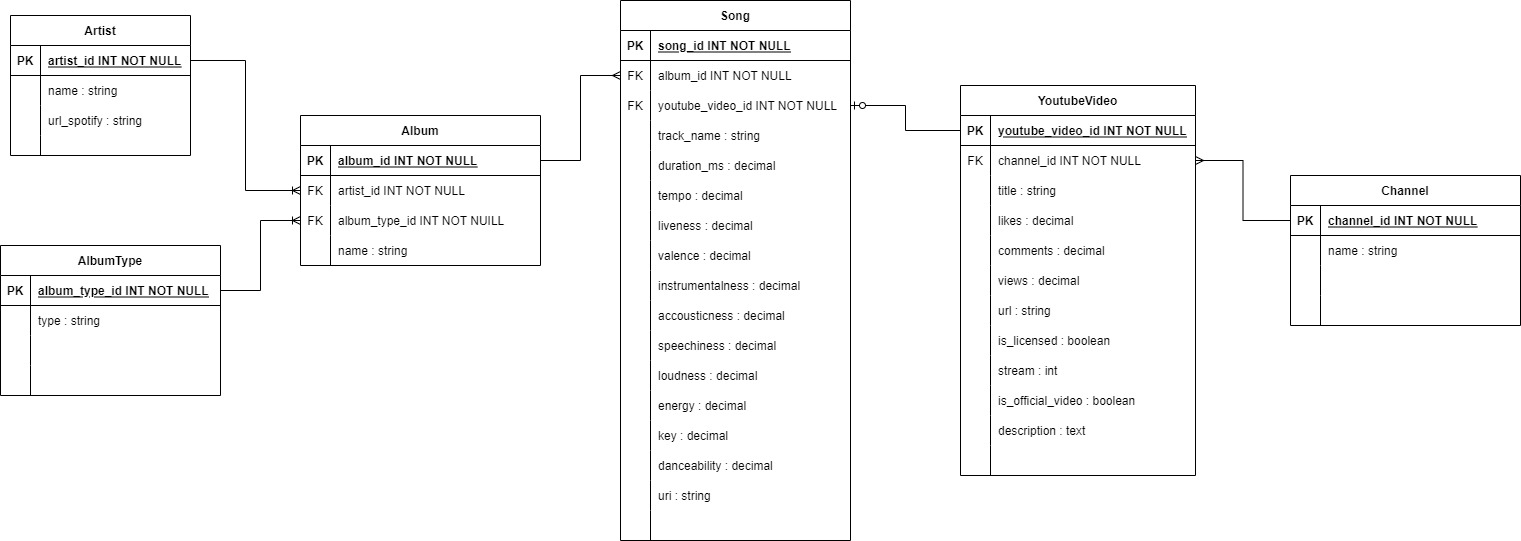 Artist
PK artist_id INT NOT NULL
name : string
url_spotify : string
AlbumType
PK album_type_id INT NOT NULL
type : string
Album
PK album_id INT NOT NULL
FK artist_id INT NOT NULL
FK album_type_id INT NOT NUILL
name : string
Song
PK song_id INT NOT NULL
FK album_id INT NOT NULL
FK youtube_video_id INT NOT NULL
track_name : string
duration_ms : decimal
tempo : decimal
liveness : decimal
valence : decimal
instrumentalness : decimal
accousticness : decimal
speechiness : decimal
loudness : decimal
energy : decimal
key : decimal
danceability : decimal
uri : string
YoutubeVideo
PK youtube_video_id INT NOT NULL
FK channel_id INT NOT NULL
title : string
likes : decimal
comments : decimal
views : decimal
url : string
is_licensed : boolean
stream : int
is_official_video : boolean
description : text
Channel
PK channel_id INT NOT NULL
name : string